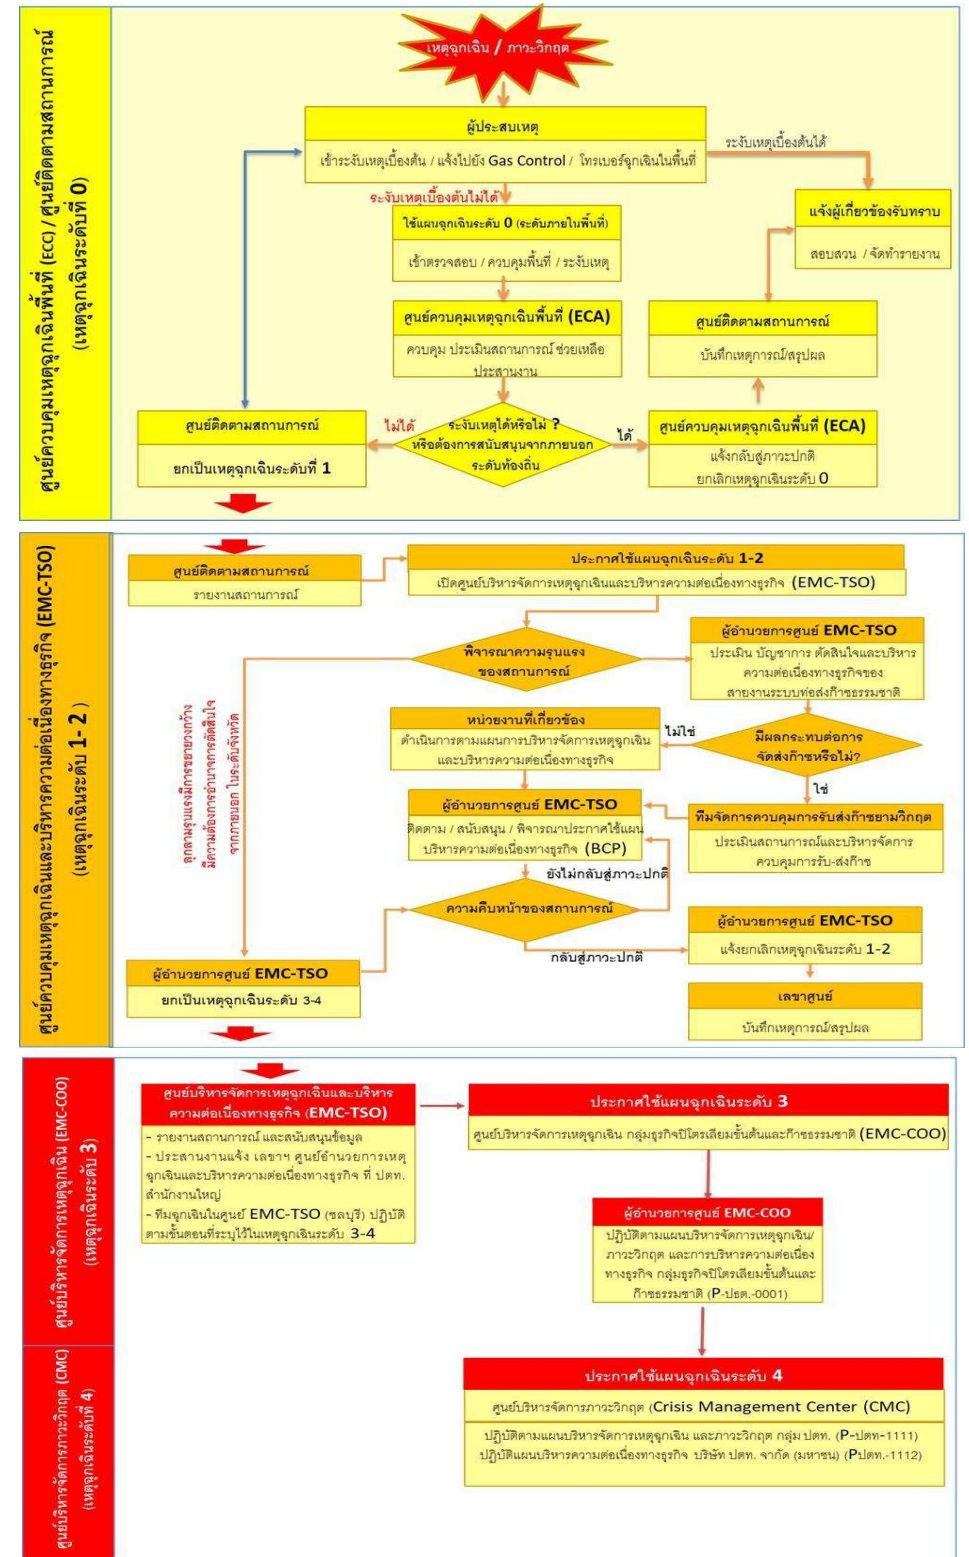 ศูนย์ควบคุมเหตุฉุกเฉินพื้นที่ (ECC) / ศูนย์ติดตามสถานการณ์
(เหตุฉุกเฉินระดับที่ 0)
เหตุฉุกเฉิน / ภาวะวิกฤต
ผู้ประสบเหตุ
เข้าระงับเหตุเบื้องต้น / แจ้งไปยัง Gas Control / โทรเบอร์ฉุกเฉินในพื้นที่
ระงับเหตุเบื้องต้นได้
ระงับเหตุเบื้องต้นไม่ได้
ใช้แผนฉุกเฉินระดับ 0 (ระดับภายในพื้นที่)
เข้าตรวจสอบ / ควบคุมพื้นที่ / ระงับเหตุ
แจ้งผู้เกี่ยวข้องรับทราบ
สอบสวน / จัดทำรายงาน
ศูนย์ควบคุมเหตุฉุกเฉินพื้นที่ (ECA)
ควบคุม ประเมินสถานการณ์ ช่วยเหลือ
ประสานงาน
ศูนย์ติดตามสถานการณ์
บันทึกเหตุการณ์/สรุปผล
ศูนย์ติดตามสถานการณ์
ยกเป็นเหตุฉุกเฉินระดับที่ 1
ไม่ได้
ระงับเหตุได้หรือไม่ ?
หรือต้องการสนับสนุนจากภายนอก
ระดับท้องถิ่น
ได้
ศูนย์ควบคุมเหตุฉุกเฉินพื้นที่ (ECA)
แจ้งกลับสู่ภาวะปกติ
ยกเลิกเหตุฉุกเฉินระดับ 0
ศูนย์ควบคุมเหตุฉุกเฉินและบริหารความต่อเนื่องทางธุรกิจ (EMC-TSO)
(เหตุฉุกเฉินระดับ 1- 2 )
ศูนย์ติดตามสถานการณ์
รายงานสถานการณ์
ประกาศใช้แผนฉุกเฉินระดับ 1-2
เปิดศูนย์บริหารจัดการเหตุฉุกเฉินและบริหารความต่อเนื่องทางธุรกิจ (EMC-TSO)
พิจารณาความรุนแรง
ของสถานการณ์
ผู้อำนวยการศูนย์ EMC-TSO
ประเมิน บัญชาการ ตัดสินใจและบริหาร
ความต่อเนื่องทางธุรกิจของ
สายงานระบบท่อส่งก๊าซธรรมชาติ
ลุกลามรุนแรงมีการขยายวงกว้าง
มีความต้องการอำนาจการตัดสินใจ
จากภายนอก ในระดับจังหวัด
หน่วยงานที่เกี่ยวข้อง
ดำเนินการตามแผนการบริหารจัดการเหตุฉุกเฉิน
และบริหารความต่อเนื่องทางธุรกิจ
ไม่ใช่
มีผลกระทบต่อการ
จัดส่งก๊าซหรือไม่?
ใช่
ผู้อำนวยการศูนย์ EMC-TSO
ติดตาม / สนับสนุน / พิจารณาประกาศใช้แผน
บริหารความต่อเนื่องทางธุรกิจ (BCP)
ทีมจัดการควบคุมการรับส่งก๊าซยามวิกฤต
ประเมินสถานการณ์และบริหารจัดการ
ควบคุมการรับ-ส่งก๊าซ
ยังไม่กลับสู่ภาวะปกติ
ความคืบหน้าของสถานการณ์
กลับสู่ภาวะปกติ
ผู้อำนวยการศูนย์ EMC-TSO
แจ้งยกเลิกเหตุฉุกเฉินระดับ 1-2
ผู้อำนวยการศูนย์ EMC-TSO
ยกเป็นเหตุฉุกเฉินระดับ 3-4
เลขาศูนย์
บันทึกเหตุการณ์/สรุปผล
ศูนย์บริหารจัดการเหตุฉุกเฉิน (EMC-COO)
(เหตุฉุกเฉินระดับ 3)
ศูนย์บริหารจัดการเหตุฉุกเฉินและบริหาร
ความต่อเนื่องทางธุรกิจ (EMC-TSO)
- รายงานสถานการณ์ และสนับสนุนข้อมูล
- ประสานงานแจ้ง เลขาฯ ศูนย์อำนวยการเหตุ
ฉุกเฉินและบริหารความต่อเนื่องทางธุรกิจ ที่ ปตท.
สำนักงานใหญ่
- ทีมฉุกเฉินในศูนย์ EMC-TSO (ชลบุรี) ปฏิบัติ
ตามขั้นตอนที่ระบุไว้ในเหตุฉุกเฉินระดับ 3-4
ประกาศใช้แผนฉุกเฉินระดับ 3
ศูนย์บริหารจัดการเหตุฉุกเฉิน กลุ่มธุรกิจปิโตรเลียมขั้นต้นและก๊าซธรรมชาติ (EMC-COO)
ผู้อำนวยการศูนย์ EMC-COO
ปฏิบัติตามแผนบริหารจัดการเหตุฉุกเฉิน/
ภาวะวิกฤต และการบริหารความต่อเนื่อง
ทางธุรกิจ กลุ่มธุรกิจปิโตรเลียมขั้นต้นและ
ก๊าซธรรมชาติ (P-ปธต.-0001)
ศูนย์บริหารจัดการภาวะวิกฤต (CMC)
(เหตุฉุกเฉินระดับที่ 4)
ประกาศใช้แผนฉุกเฉินระดับ 4
ศูนย์บริหารจัดการภาวะวิกฤต (Crisis Management Center (CMC)
ปฏิบัติตามแผนบริหารจัดการเหตุฉุกเฉิน และภาวะวิกฤต กลุ่ม ปตท. (P-ปตท-1111)
ปฏิบัติแผนบริหารความต่อเนื่องทางธุรกิจ บริษัท ปตท. จำกัด (มหาชน) (Pปตท.-1112)